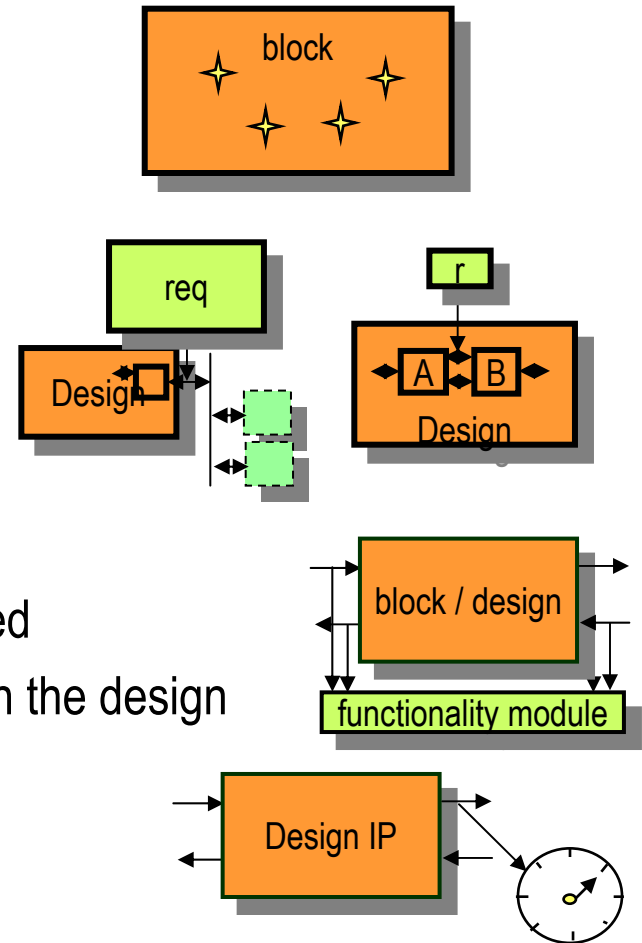 block
req
r
Design
A B
Design
block / design
ed
n the design
functionality module
Design IP